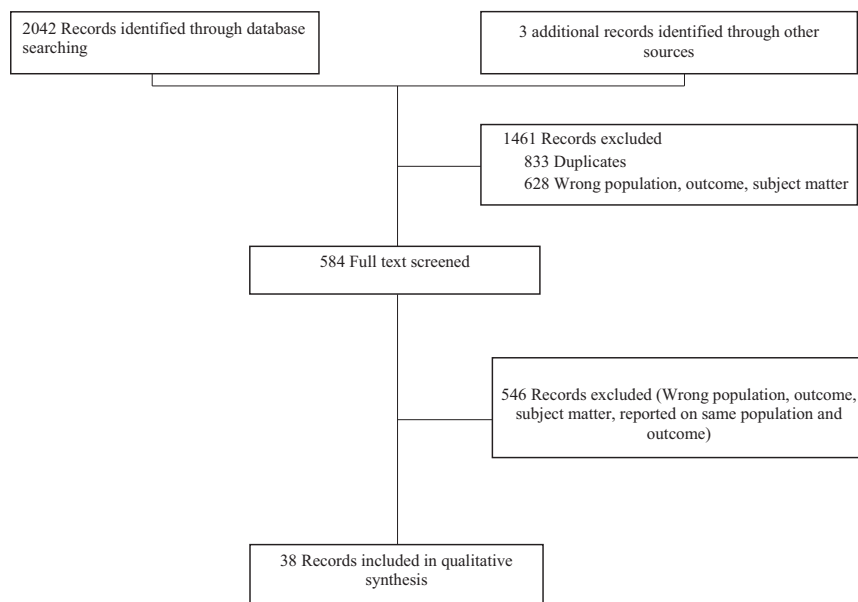 2042 Records identified through database
searching
3 additional records identified through other
sources
1461 Records excluded
833 Duplicates
628 Wrong population, outcome, subject matter
584 Full text screened
546 Records excluded (Wrong population, outcome,
subject matter, reported on same population and
outcome)
38 Records included in qualitative
synthesis